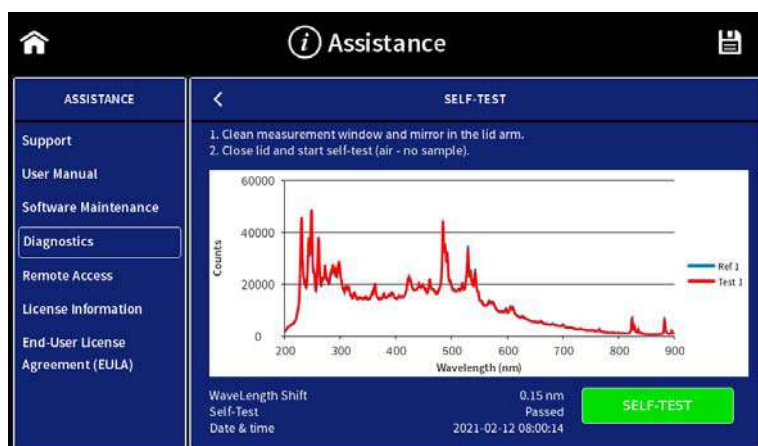 i Assistance
ASSISTANCE
Support
User Manual
Software Maintenance
Diagnostics
Remote Access
License Information
End-User License
Agreement (EULA)
SELF-TEST
1. Clean measurement window and mirror in the lid arm.
2. Close lid and start self-test (air - no sample).
60000
40000
20000
0
Counts
200 300 400 500 600 700 800 900
Wavelength (nm)
Ref 1
Test 1
WaveLength Shift 0.15 nm
Self-Test Passed
Date & time 2021-02-12 08:00:14
SELF-TEST